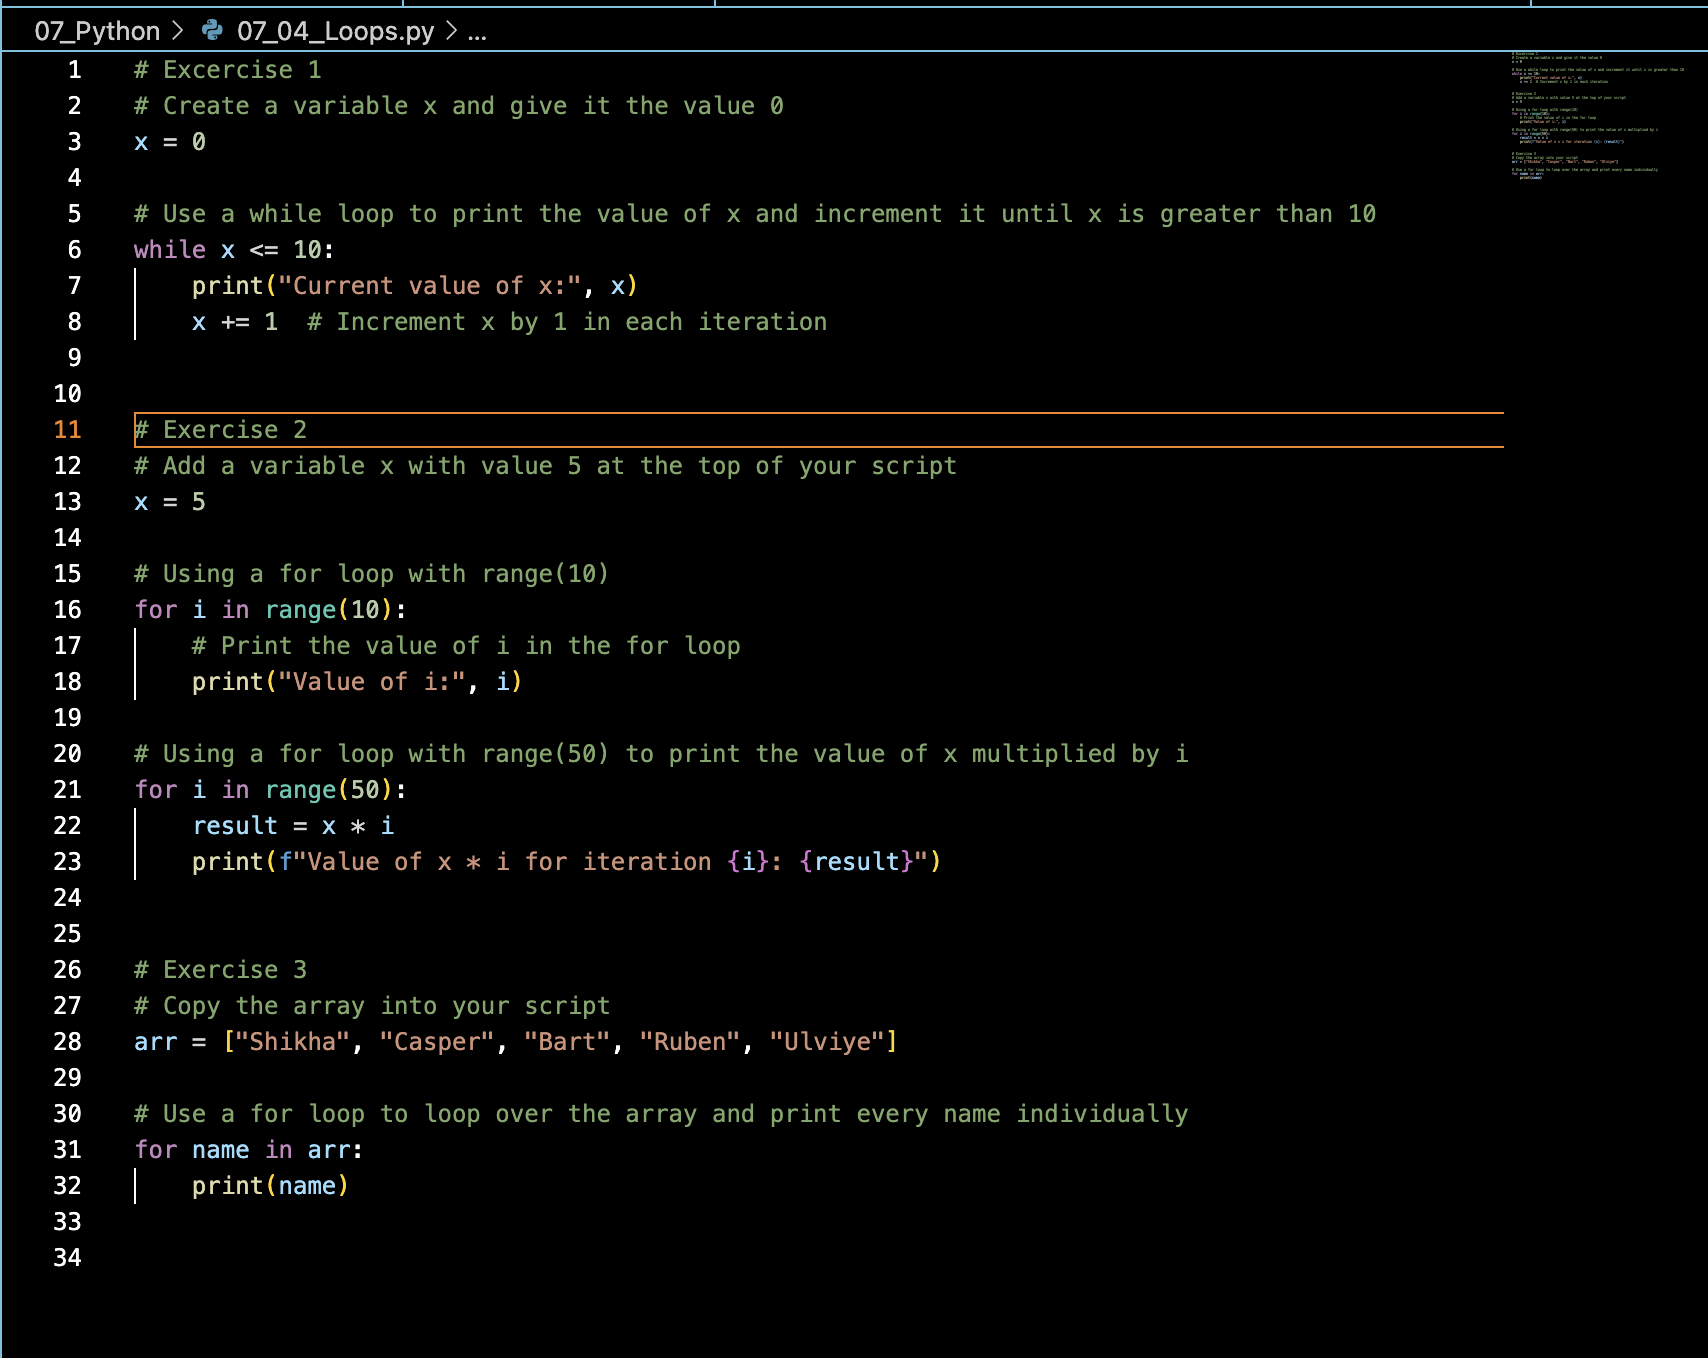 07_Python > 07_04_Loops.py > ...
1 # Excercise 1
2 # Create a variable x and give it the value 0
3 x = 0
4
5 # Use a while loop to print the value of x and increment it until x is greater than 10
6 while x <= 10:
7     print("Current value of x:", x)
8     x += 1  # Increment x by 1 in each iteration
9
10
11 # Exercise 2
12 # Add a variable x with value 5 at the top of your script
13 x = 5
14
15 # Using a for loop with range(10)
16 for i in range(10):
17     # Print the value of i in the for loop
18     print("Value of i:", i)
19
20 # Using a for loop with range(50) to print the value of x multiplied by i
21 for i in range(50):
22     result = x * i
23     print(f"Value of x * i for iteration {i}: {result}")
24
25
26 # Exercise 3
27 # Copy the array into your script
28 arr = ["Shikha", "Casper", "Bart", "Ruben", "Ulviye"]
29
30 # Use a for loop to loop over the array and print every name individually
31 for name in arr:
32     print(name)
33
34